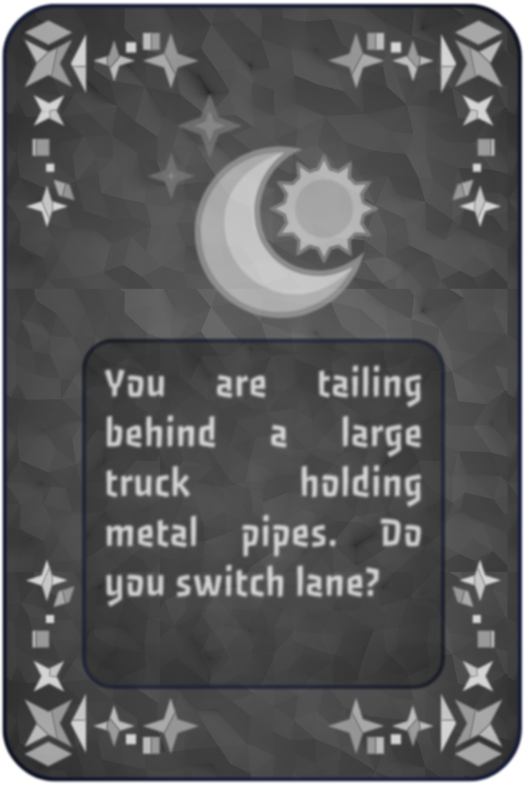 You are tailing
behind a large
truck holding
metal pipes. Do
you switch lane?